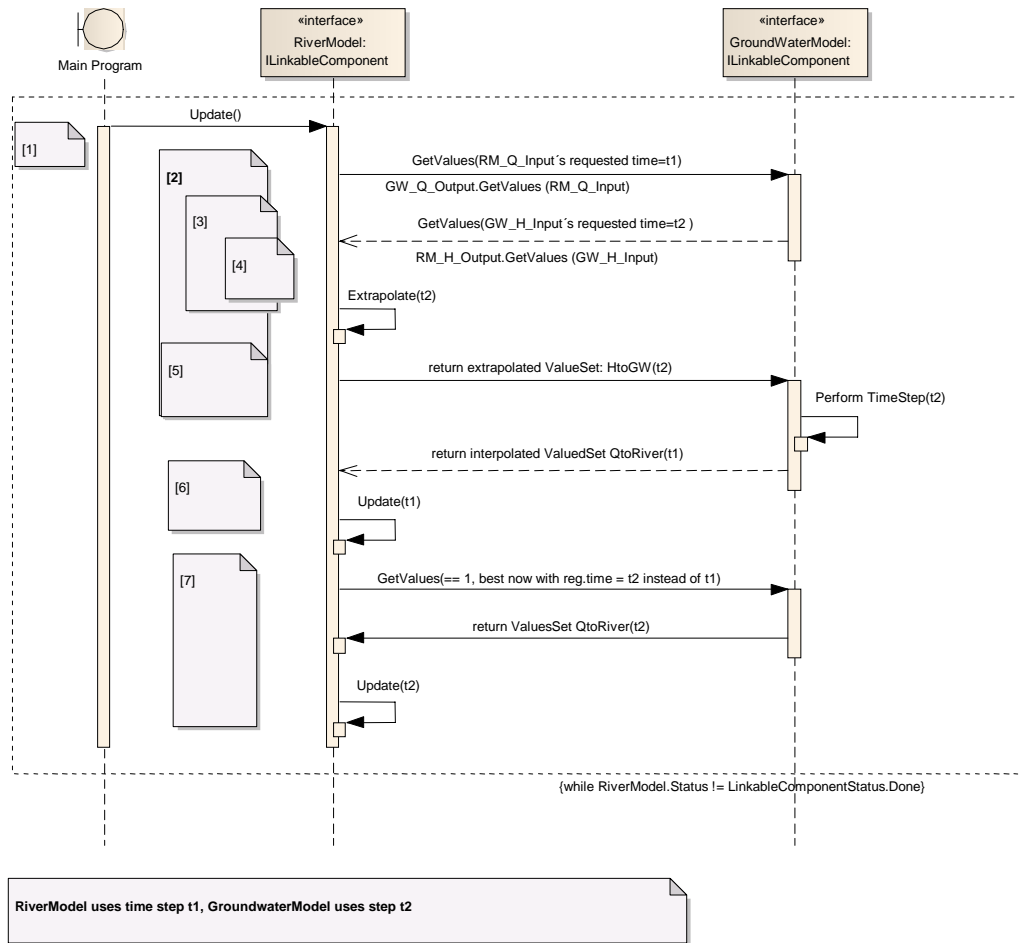 «interface»
RiverModel:
ILinkableComponent
«interface»
GroundWaterModel:
ILinkableComponent
Main Program
Update()
[1]
[2]
[3]
[4]
GetValues(RM_Q_Input´s requested time=t1)
GW_Q_Output.GetValues (RM_Q_Input)
GetValues(GW_H_Input´s requested time=t2 )
RM_H_Output.GetValues (GW_H_Input)
Extrapolate(t2)
[5]
return extrapolated ValueSet: HtoGW(t2)
Perform TimeStep(t2)
return interpolated ValuedSet QtoRiver(t1)
[6]
Update(t1)
[7]
GetValues(== 1, best now with reg.time = t2 instead of t1)
return ValuesSet QtoRiver(t2)
Update(t2)
{while RiverModel.Status != LinkableComponentStatus.Done}
RiverModel uses time step t1, GroundwaterModel uses step t2